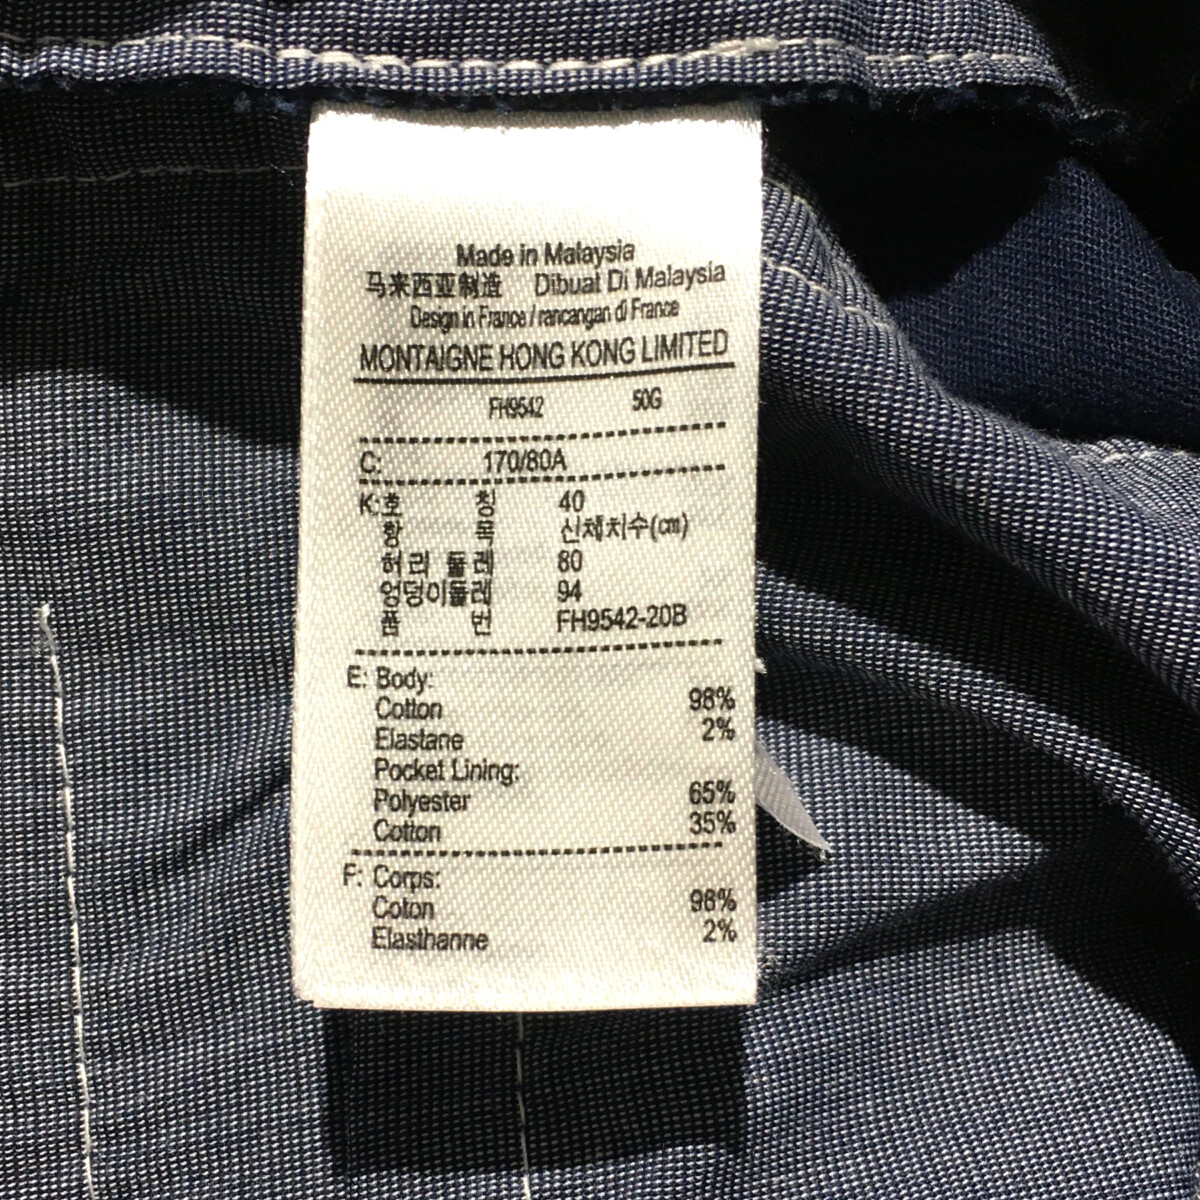 Made in Malaysia
马来西亚制造 Dibuat Di Malaysia
Design in France / rancangan di France
MONTAIGNE HONG KONG LIMITED
FH9542 50G
C: 170/80A
K: 호 칭 40
항 목 신체치수(㎝)
허리 둘레 80
엉덩이둘레 94
품 번 FH9542-20B
E: Body:
Cotton 98%
Elastane 2%
Pocket Lining:
Polyester 65%
Cotton 35%
F: Corps:
Coton 98%
Elasthanne 2%